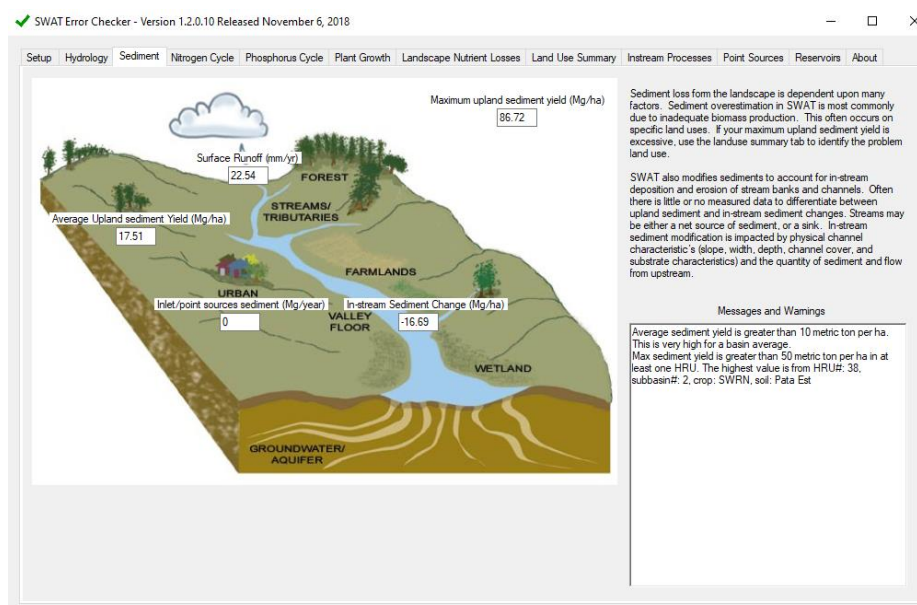 SWAT Error Checker - Version 1.2.0.10 Released November 6, 2018
Setup Hydrology Sediment Nitrogen Cycle Phosphorus Cycle Plant Growth Landscape Nutrient Losses Land Use Summary Instream Processes Point Sources Reservoirs About
Maximum upland sediment yield (Mg/ha)
86.72
Surface Runoff (mm/yr)
22.54
FOREST
STREAMS/
TRIBUTARIES
Average Upland sediment Yield (Mg/ha)
17.51
FARMLANDS
URBAN
Inlet/point sources sediment (Mg/year)
0
In-stream Sediment Change (Mg/ha)
-16.69
VALLEY
FLOOR
WETLAND
GROUNDWATER/
AQUIFER
Sediment loss form the landscape is dependent upon many
factors. Sediment overestimation in SWAT is most commonly
due to inadequate biomass production. This often occurs on
specific land uses. If your maximum upland sediment yield is
excessive, use the landuse summary tab to identify the problem
land use.
SWAT also modifies sediments to account for in-stream
deposition and erosion of stream banks and channels. Often
there is little or no measured data to differentiate between
upland sediment and in-stream sediment changes. Streams may
be either a net source of sediment, or a sink. In-stream
sediment modification is impacted by physical channel
characteristic's (slope, width, depth, channel cover, and
substrate characteristics) and the quantity of sediment and flow
from upstream.
Messages and Warnings
Average sediment yield is greater than 10 metric ton per ha.
This is very high for a basin average.
Max sediment yield is greater than 50 metric ton per ha in at
least one HRU. The highest value is from HRU#: 38,
subbasin#: 2, crop: SWRN, soil: Pata Est